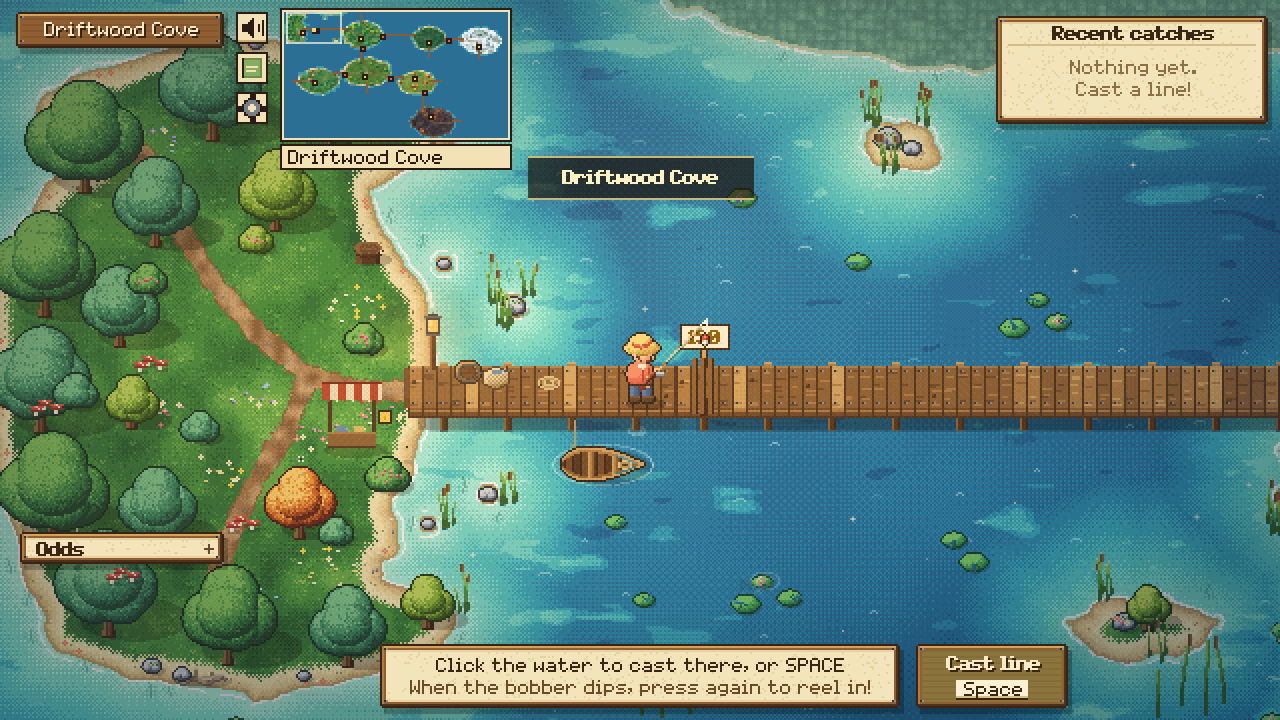 Driftwood Cove
Driftwood Cove
Driftwood Cove
Recent catches
Nothing yet.
Cast a line!
Odds +
Click the water to cast there, or SPACE
When the bobber dips, press again to reel in!
Cast line
Space